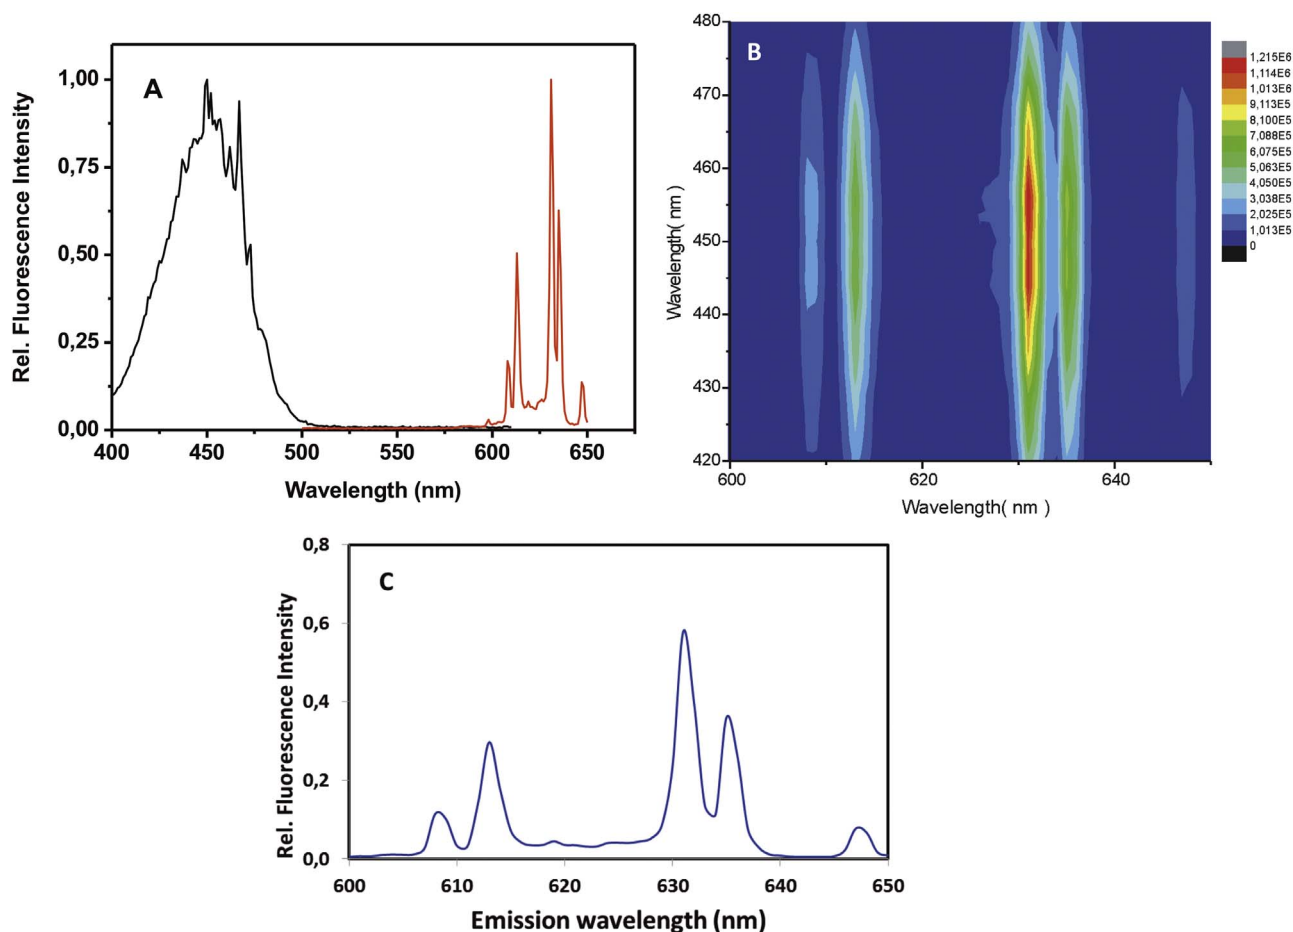 A
1,00
0,75
0,50
0,25
0,00
400
450
500
550
600
650
Rel. Fluorescence Intensity
Wavelength (nm)
B
480
470
460
450
440
430
420
600
620
640
Wavelength( nm )
Wavelength( nm )
1,215E6
1,114E6
1,013E6
9,113E5
8,100E5
7,088E5
6,075E5
5,063E5
4,050E5
3,038E5
2,025E5
1,013E5
0
C
0,8
0,6
0,4
0,2
0,0
600
610
620
630
640
650
Rel. Fluorescence Intensity
Emission wavelength (nm)